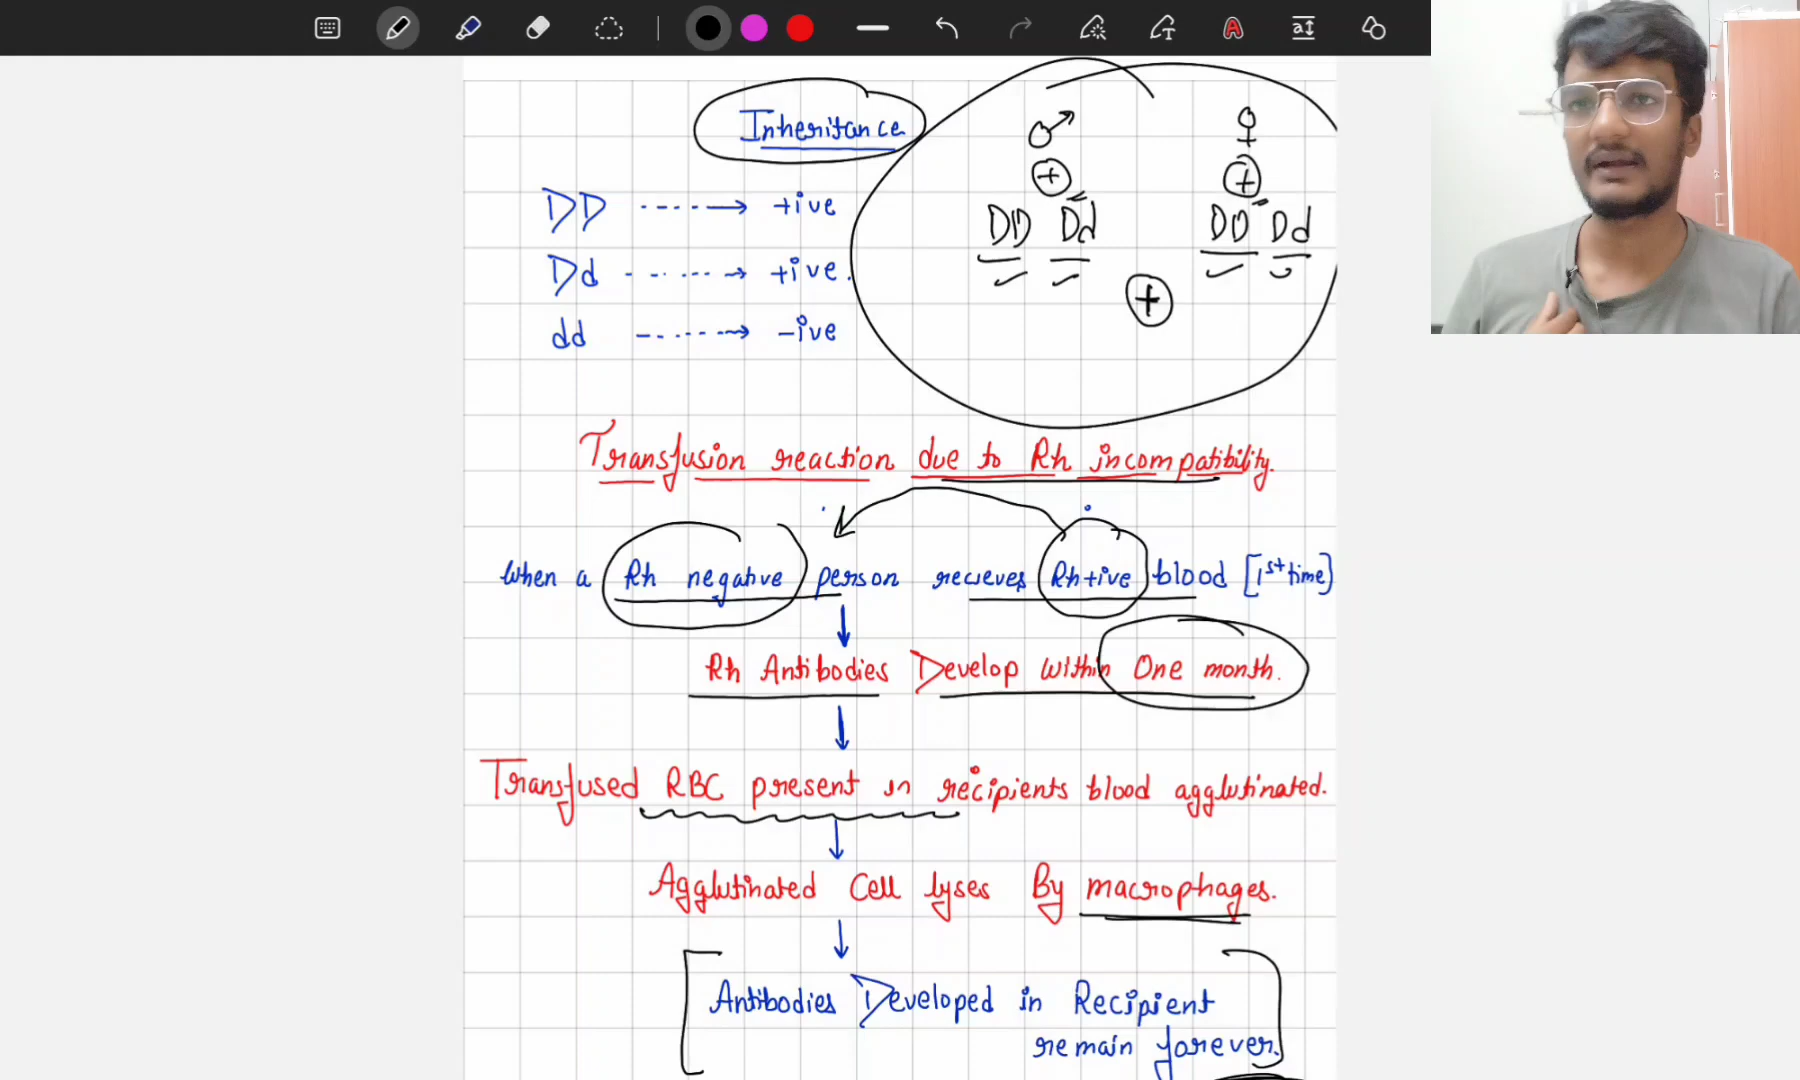 Inheritance
♂ ♀
+ +
DD Dd DD Dd
+
DD -----> +ive
Dd -----> +ive.
dd -----> -ive
Transfusion reaction due to Rh incompatibility.
When a Rh negative person recieves Rh+ive blood [1st time]
Rh Antibodies Develop within One month.
Transfused RBC present in recipients blood agglutinated.
Agglutinated Cell lyses By macrophages.
[Antibodies Developed in Recipient
remain forever.]